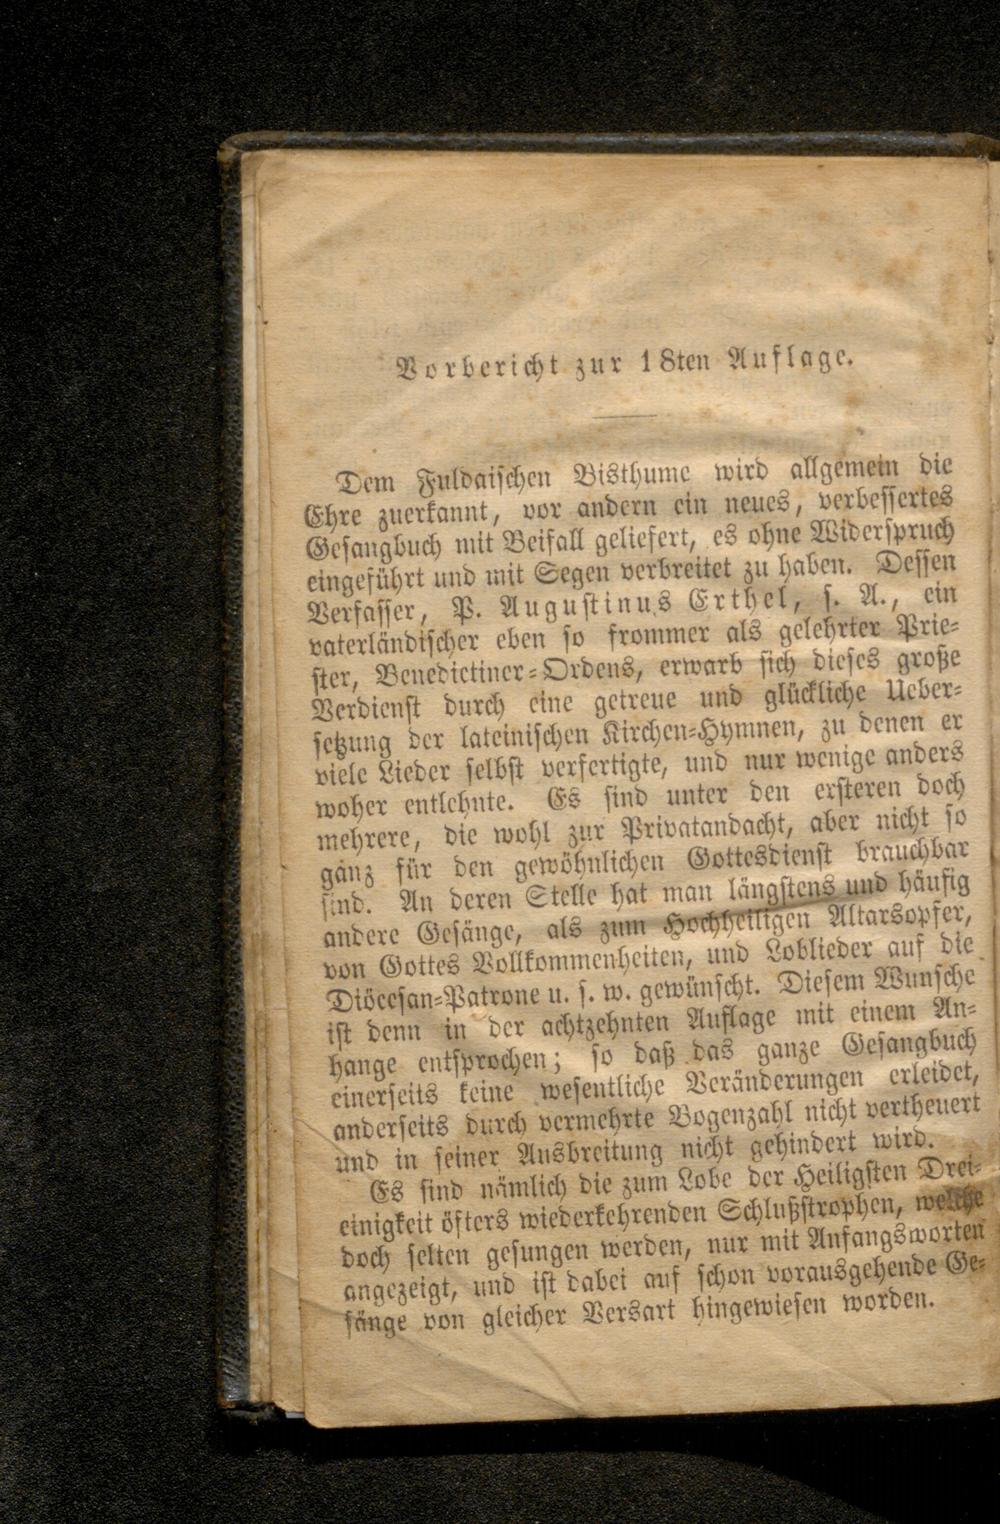 Vorbericht zur 18ten Auflage.
Dem Fuldaischen Bisthume wird allgemein die
Ehre zuerkannt, vor andern ein neues, verbessertes
Gesangbuch mit Beifall geliefert, es ohne Widerspruch
eingeführt und mit Segen verbreitet zu haben. Dessen
Verfasser, P. Augustinus Erthel, s. A., ein
vaterländischer eben so frommer als gelehrter Prie-
ster, Benedictiner-Ordens, erwarb sich dieses große
Verdienst durch eine getreue und glückliche Ueber-
setzung der lateinischen Kirchen-Hymnen, zu denen er
viele Lieder selbst verfertigte, und nur wenige anders
woher entlehnte. Es sind unter den ersteren doch
mehrere, die wohl zur Privatandacht, aber nicht so
ganz für den gewöhnlichen Gottesdienst brauchbar
sind. An deren Stelle hat man längstens und häufig
andere Gesänge, als zum Hochheiligen Altarsopfer,
von Gottes Vollkommenheiten, und Loblieder auf die
Diöcesan-Patrone u. s. w. gewünscht. Diesem Wunsche
ist denn in der achtzehnten Auflage mit einem An-
hange entsprochen; so daß das ganze Gesangbuch
einerseits keine wesentliche Veränderungen erleidet,
anderseits durch vermehrte Bogenzahl nicht vertheuert
und in seiner Ausbreitung nicht gehindert wird.
Es sind nämlich die zum Lobe der Heiligsten Drei-
einigkeit öfters wiederkehrenden Schlußstrophen, welche
doch selten gesungen werden, nur mit Anfangsworten
angezeigt, und ist dabei auf schon vorausgehende Ge-
sänge von gleicher Versart hingewiesen worden.